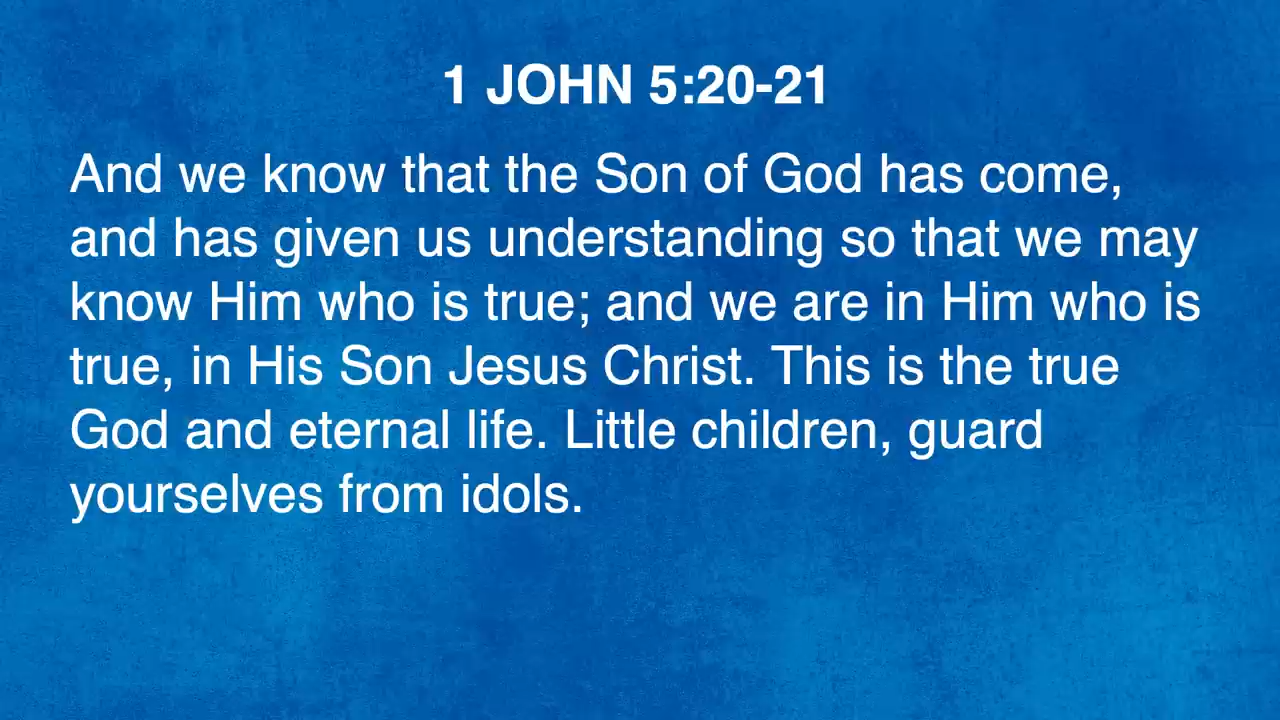 1 JOHN 5:20-21
And we know that the Son of God has come,
and has given us understanding so that we may
know Him who is true; and we are in Him who is
true, in His Son Jesus Christ. This is the true
God and eternal life. Little children, guard
yourselves from idols.